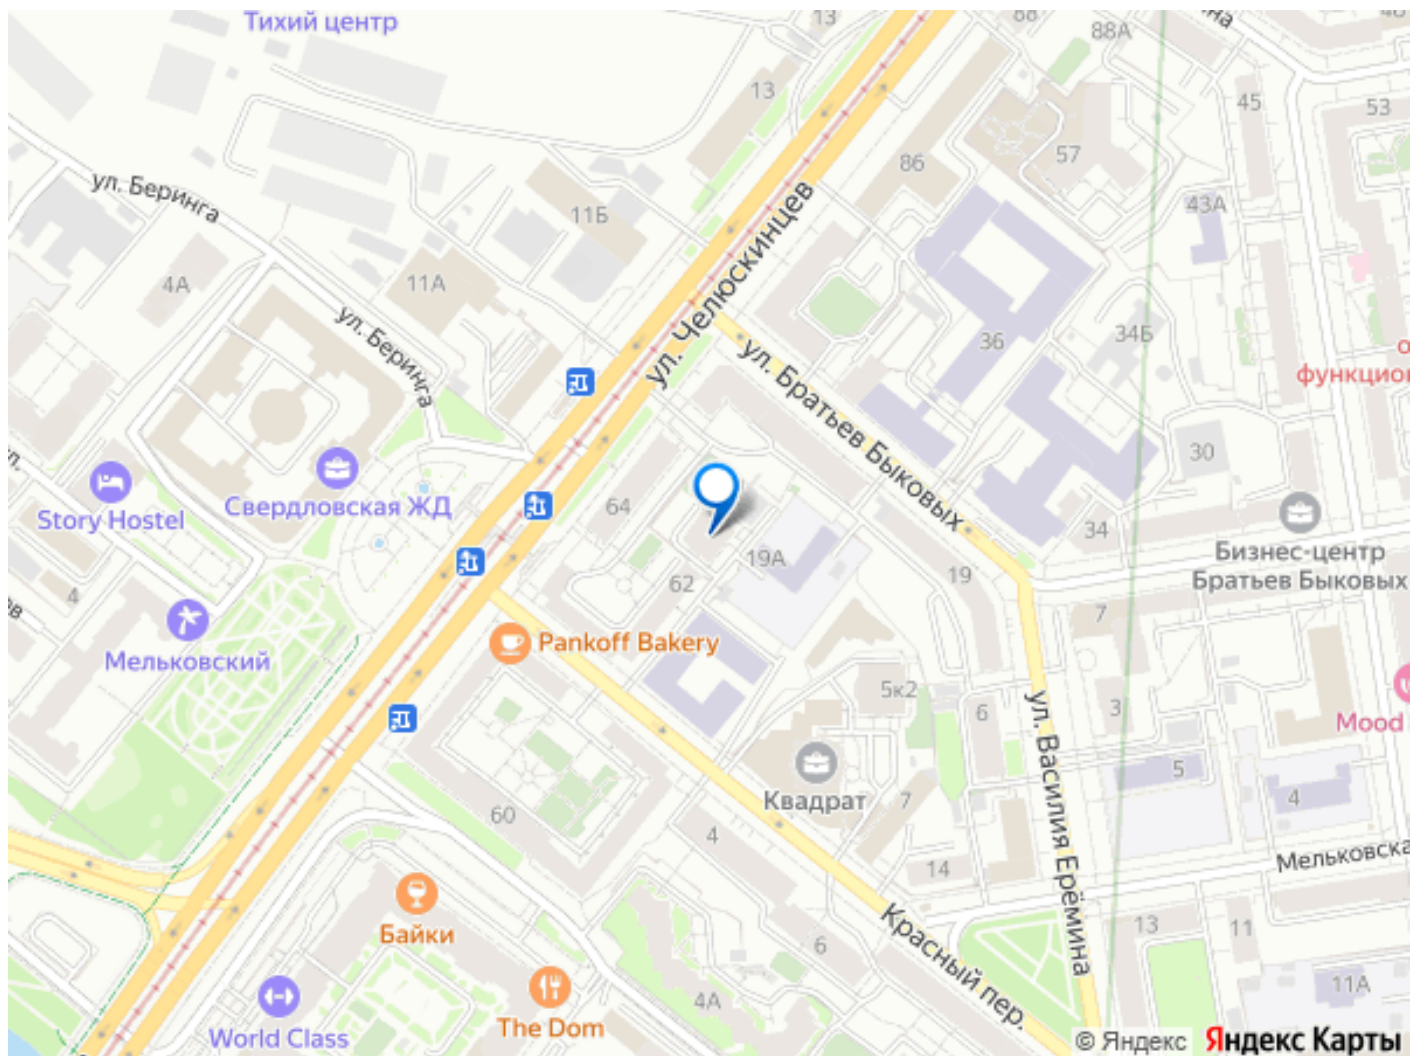 Тихий центр
13
88
88А
на
13
45
53
57
86
ул. Беринга
43А
11Б
4А
11А
ул. Челюскинцев
ул. Беринга
36
34Б
ул. Братьев Быковых
функцион
Story Hostel
Свердловская ЖД
64
30
34
Бизнес-центр
Братьев Быковых
19А
19
62
4
7
Мельковский
Pankoff Bakery
5к2
6
3
ул. Василия Ерёмина
Mood
Квадрат
5
4
7
60
4
14
Мельковска
Байки
Красный пер.
6
13
11
4А
11А
The Dom
World Class
© Яндекс Яндекс Карты